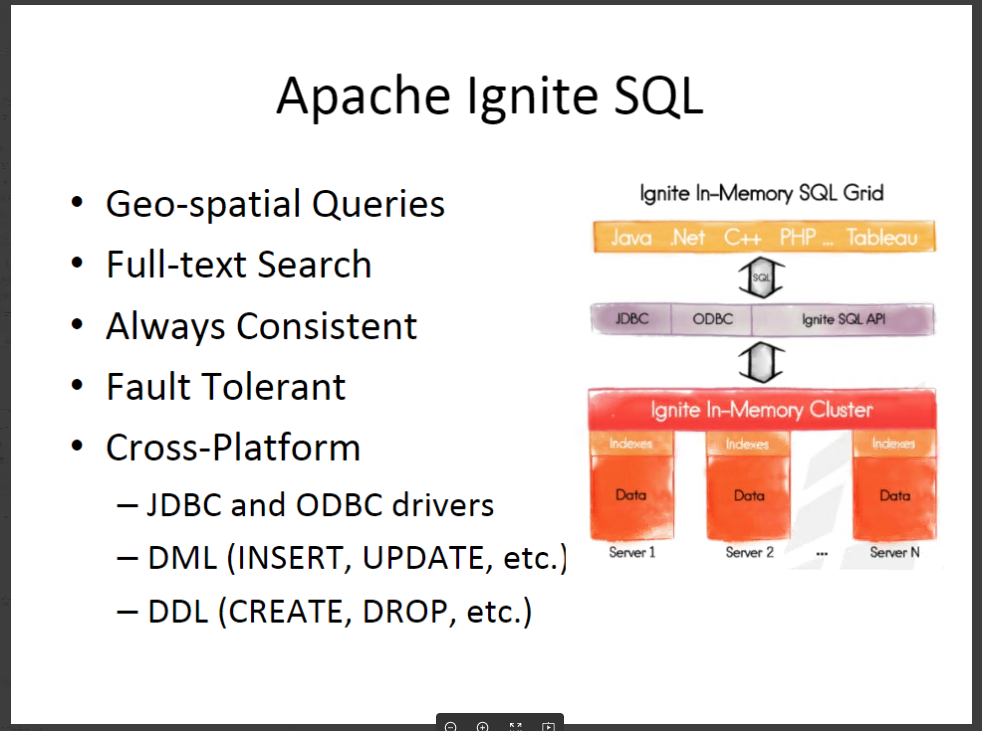 Apache Ignite SQL
• Geo-spatial Queries
• Full-text Search
• Always Consistent
• Fault Tolerant
• Cross-Platform
– JDBC and ODBC drivers
– DML (INSERT, UPDATE, etc.)
– DDL (CREATE, DROP, etc.)
Ignite In-Memory SQL Grid
Java .Net C++ PHP ... Tableau
SQL
JDBC ODBC Ignite SQL API
Ignite In-Memory Cluster
Indexes Indexes Indexes
Data Data Data
Server 1 Server 2 ... Server N